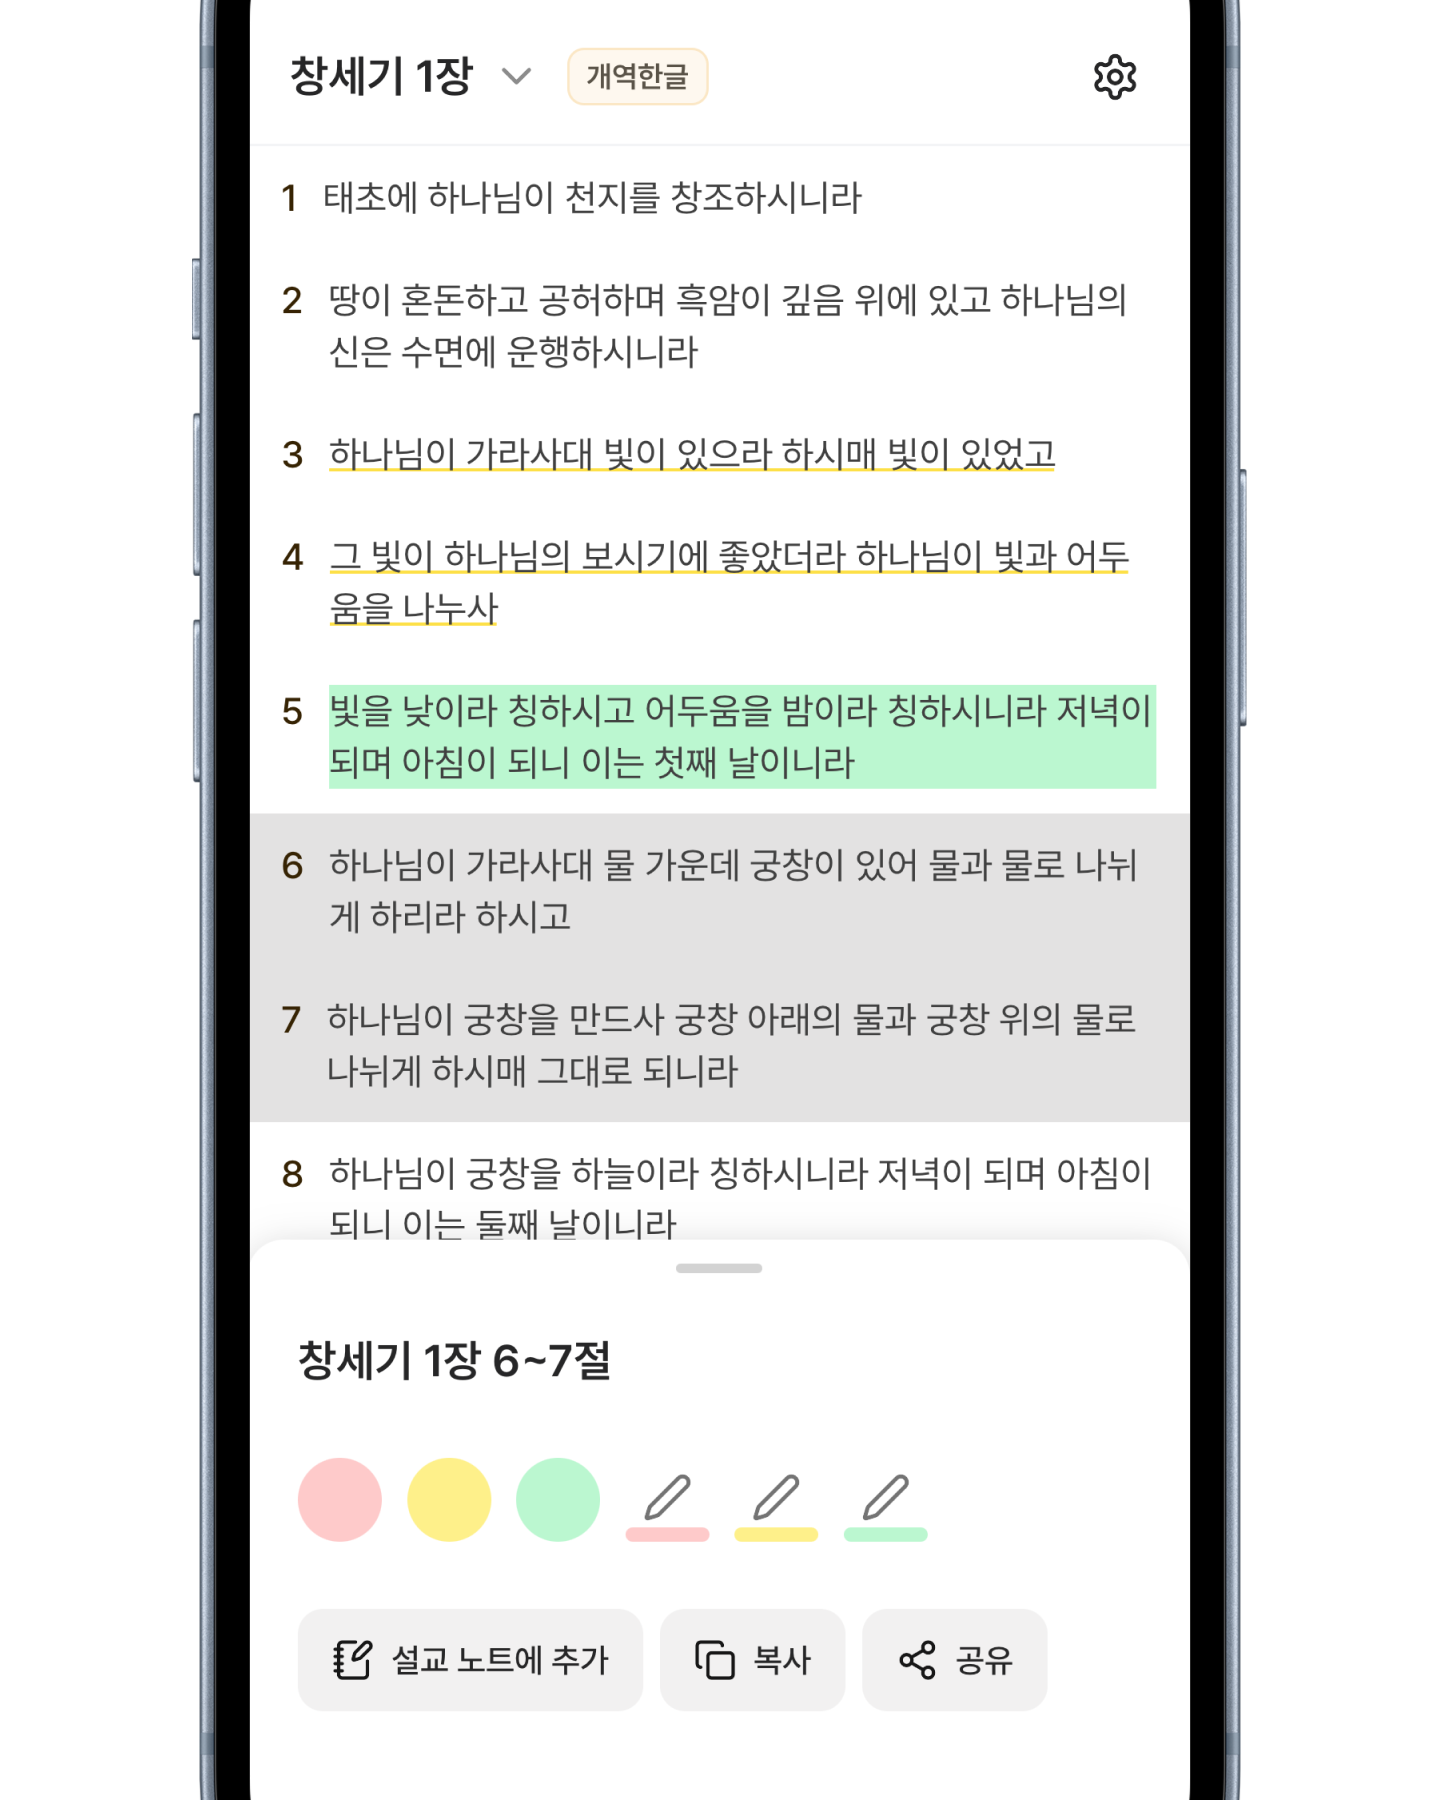 창세기 1장 개역한글
1 태초에 하나님이 천지를 창조하시니라
2 땅이 혼돈하고 공허하며 흑암이 깊음 위에 있고 하나님의
신은 수면에 운행하시니라
3 하나님이 가라사대 빛이 있으라 하시매 빛이 있었고
4 그 빛이 하나님의 보시기에 좋았더라 하나님이 빛과 어두
움을 나누사
5 빛을 낮이라 칭하시고 어두움을 밤이라 칭하시니라 저녁이
되며 아침이 되니 이는 첫째 날이니라
6 하나님이 가라사대 물 가운데 궁창이 있어 물과 물로 나뉘
게 하리라 하시고
7 하나님이 궁창을 만드사 궁창 아래의 물과 궁창 위의 물로
나뉘게 하시매 그대로 되니라
8 하나님이 궁창을 하늘이라 칭하시니라 저녁이 되며 아침이
되니 이는 둘째 날이니라
창세기 1장 6~7절
설교 노트에 추가 복사 공유